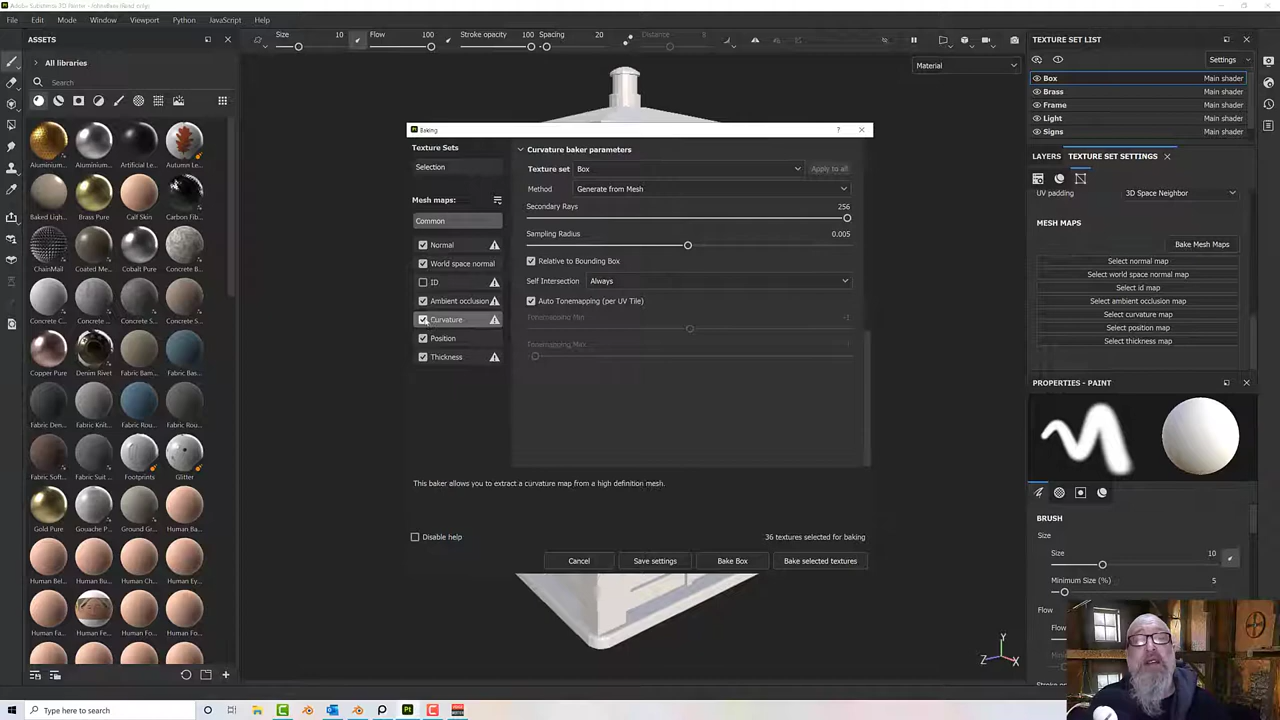 Adobe Substance 3D Painter
File Edit Mode Window Viewport Python JavaScript Help
ASSETS
All libraries
Search
Aluminium... Aluminium... Artificial Le... Autumn Le...
Baked Ligh... Brass Pure Calf Skin Carbon Fib...
ChainMail Coated Me... Cobalt Pure Concrete B...
Concrete C... Concrete ... Concrete S... Concrete S...
Copper Pure Denim Rivet Fabric Bam... Fabric Bas...
Fabric Den... Fabric Knit... Fabric Rou... Fabric Rou...
Fabric Soft... Fabric Suit ... Footprints Glitter
Gold Pure Gouache P... Ground Gr... Human Ba...
Human Bel... Human Bu... Human Ch... Human Ey...
Human Fa... Human Fe... Human Fo... Human Fo...
Size 10 Flow 100 Stroke opacity 100 Spacing 20 Distance 8
Material
Baking
? ×
Texture Sets
Selection
Mesh maps:
Common
Normal
World space normal
ID
Ambient occlusion
Curvature
Position
Thickness
Curvature baker parameters
Texture set Box Apply to all
Method Generate from Mesh
Secondary Rays 256
Sampling Radius 0.005
Relative to Bounding Box
Self Intersection Always
Auto Tonemapping (per UV Tile)
Tonemapping Min -1
Tonemapping Max 1
This baker allows you to extract a curvature map from a high definition mesh.
Disable help
36 textures selected for baking
Cancel Save settings Bake Box Bake selected textures
Y
Z X
TEXTURE SET LIST
Settings
Box Main shader
Brass Main shader
Frame Main shader
Light Main shader
Signs Main shader
LAYERS TEXTURE SET SETTINGS
UV padding 3D Space Neighbor
MESH MAPS
Bake Mesh Maps
Select normal map
Select world space normal map
Select id map
Select ambient occlusion map
Select curvature map
Select position map
Select thickness map
PROPERTIES - PAINT
BRUSH
Size
Size 10
Minimum Size (%) 5
Flow
Type here to search